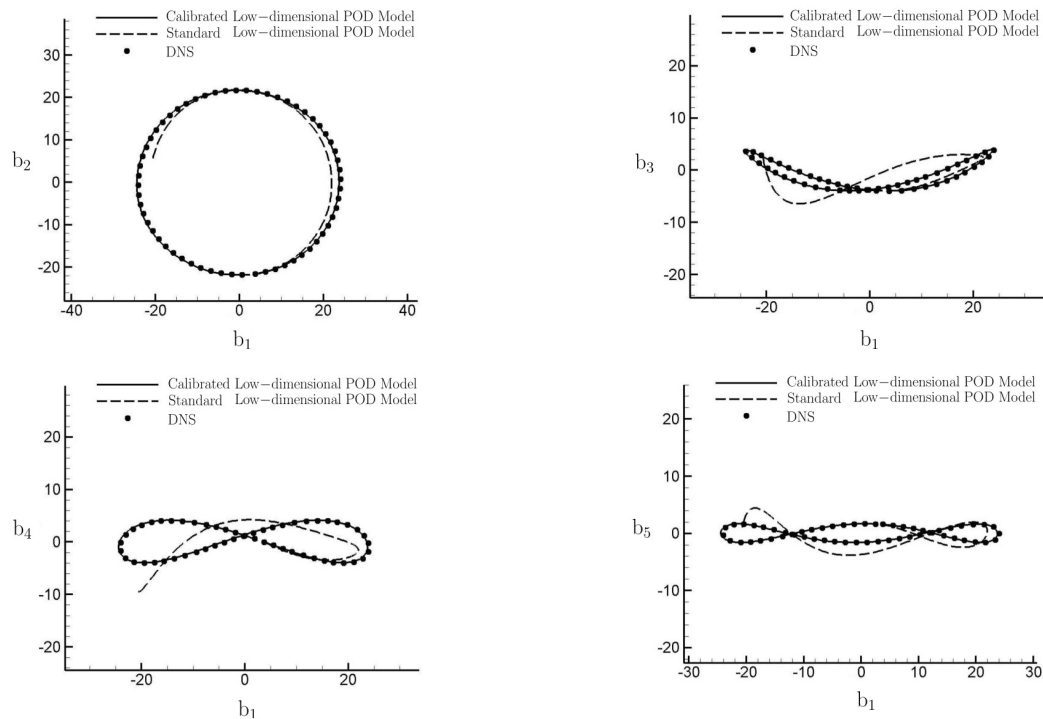 Calibrated Low−dimensional POD Model
Standard Low−dimensional POD Model
DNS
30
20
10
b2
0
-10
-20
-40 -20 0 20 40
b1
Calibrated Low−dimensional POD Model
Standard Low−dimensional POD Model
DNS
20
10
b3
0
-10
-20
-20 0 20
b1
Calibrated Low−dimensional POD Model
Standard Low−dimensional POD Model
DNS
20
10
b4
0
-10
-20
-20 0 20
b1
Calibrated Low−dimensional POD Model
Standard Low−dimensional POD Model
DNS
20
10
b5
0
-10
-20
-30 -20 -10 0 10 20 30
b1